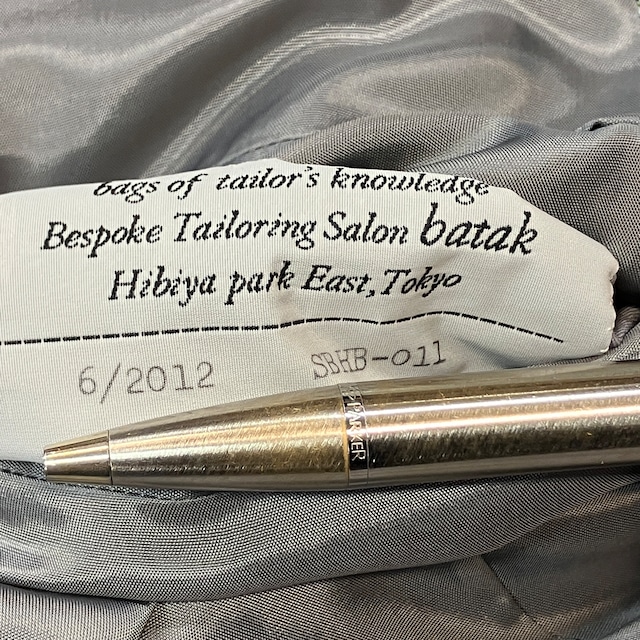 bags of tailor's knowledge
Bespoke Tailoring Salon batak
Hibiya park East, Tokyo
6/2012 SBHB-011
PARKER